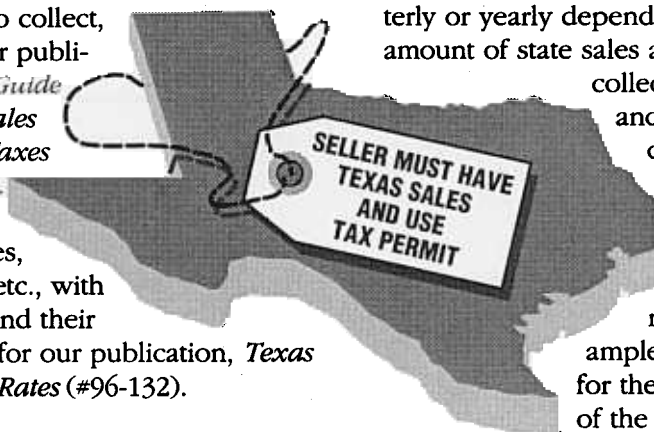 o collect,
r publi-
Guide
ales
Taxes
es,
etc., with
nd their
for our publication, Texas
Rates (#96-132).
SELLER MUST HAVE
TEXAS SALES
AND USE
TAX PERMIT
terly or yearly depend
amount of state sales a
collec
and
ample
for the
of the